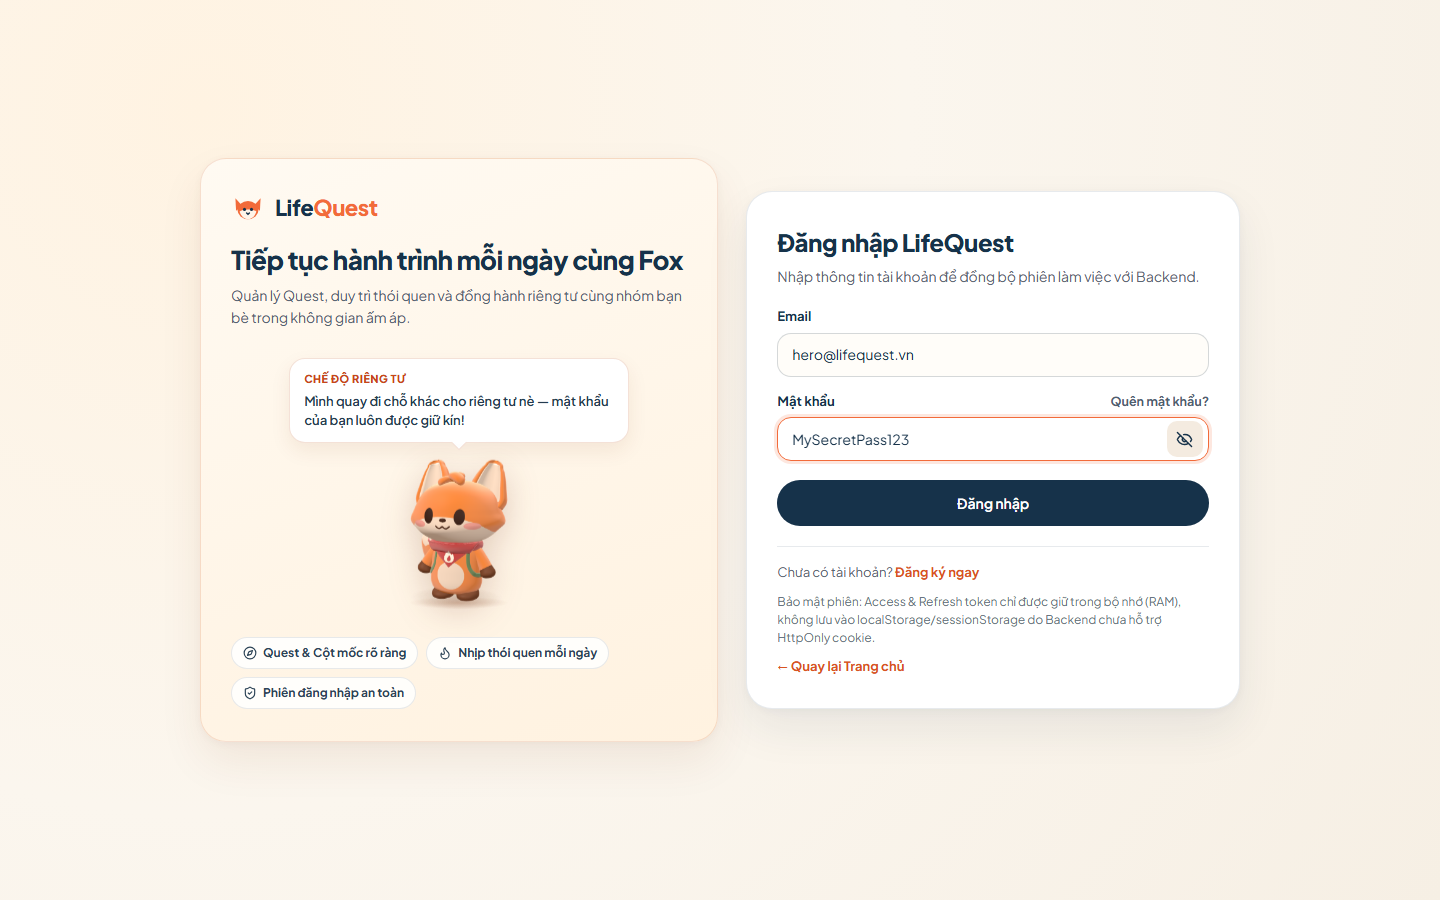 LifeQuest
Tiếp tục hành trình mỗi ngày cùng Fox
Quản lý Quest, duy trì thói quen và đồng hành riêng tư cùng nhóm bạn
bè trong không gian ấm áp.
CHẾ ĐỘ RIÊNG TƯ
Mình quay đi chỗ khác cho riêng tư nè — mật khẩu
của bạn luôn được giữ kín!
Quest & Cột mốc rõ ràng
Nhịp thói quen mỗi ngày
Phiên đăng nhập an toàn
Đăng nhập LifeQuest
Nhập thông tin tài khoản để đồng bộ phiên làm việc với Backend.
Email
hero@lifequest.vn
Mật khẩu
Quên mật khẩu?
MySecretPass123
Đăng nhập
Chưa có tài khoản? Đăng ký ngay
Bảo mật phiên: Access & Refresh token chỉ được giữ trong bộ nhớ (RAM),
không lưu vào localStorage/sessionStorage do Backend chưa hỗ trợ
HttpOnly cookie.
← Quay lại Trang chủ